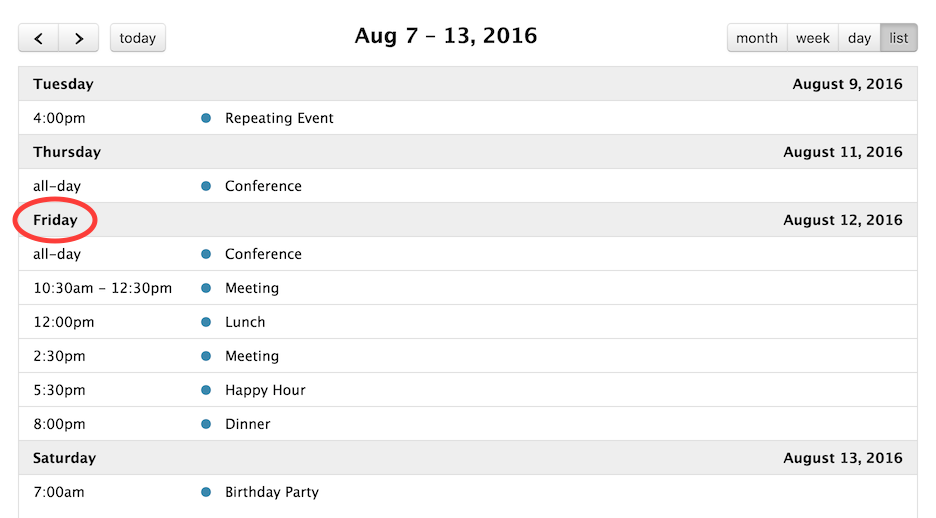 today Aug 7 – 13, 2016 month week day list
Tuesday August 9, 2016
4:00pm Repeating Event
Thursday August 11, 2016
all-day Conference
Friday August 12, 2016
all-day Conference
10:30am - 12:30pm Meeting
12:00pm Lunch
2:30pm Meeting
5:30pm Happy Hour
8:00pm Dinner
Saturday August 13, 2016
7:00am Birthday Party